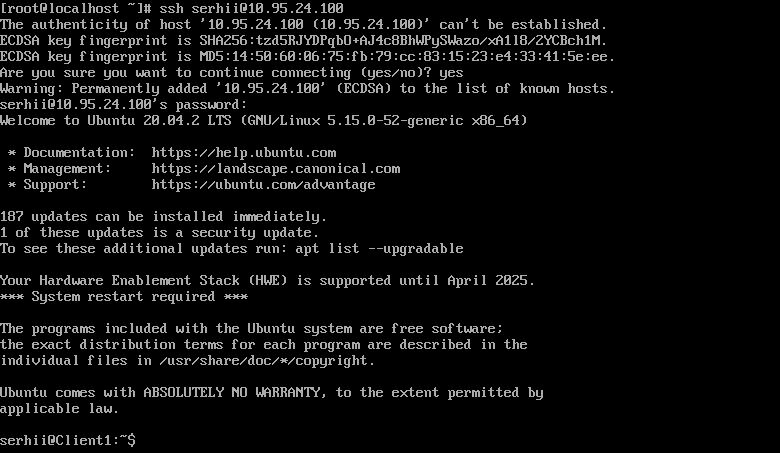 [root@localhost ~]# ssh serhii@10.95.24.100
The authenticity of host '10.95.24.100 (10.95.24.100)' can't be established.
ECDSA key fingerprint is SHA256:tzd5RJYDPqbO+AJ4c8BhWPySWazo/xA1l8/2YCBch1M.
ECDSA key fingerprint is MD5:14:50:60:06:75:fb:79:cc:83:15:23:e4:33:41:5e:ee.
Are you sure you want to continue connecting (yes/no)? yes
Warning: Permanently added '10.95.24.100' (ECDSA) to the list of known hosts.
serhii@10.95.24.100's password:
Welcome to Ubuntu 20.04.2 LTS (GNU/Linux 5.15.0-52-generic x86_64)

 * Documentation:  https://help.ubuntu.com
 * Management:     https://landscape.canonical.com
 * Support:        https://ubuntu.com/advantage

187 updates can be installed immediately.
1 of these updates is a security update.
To see these additional updates run: apt list --upgradable

Your Hardware Enablement Stack (HWE) is supported until April 2025.
*** System restart required ***

The programs included with the Ubuntu system are free software;
the exact distribution terms for each program are described in the
individual files in /usr/share/doc/*/copyright.

Ubuntu comes with ABSOLUTELY NO WARRANTY, to the extent permitted by
applicable law.

serhii@Client1:~$